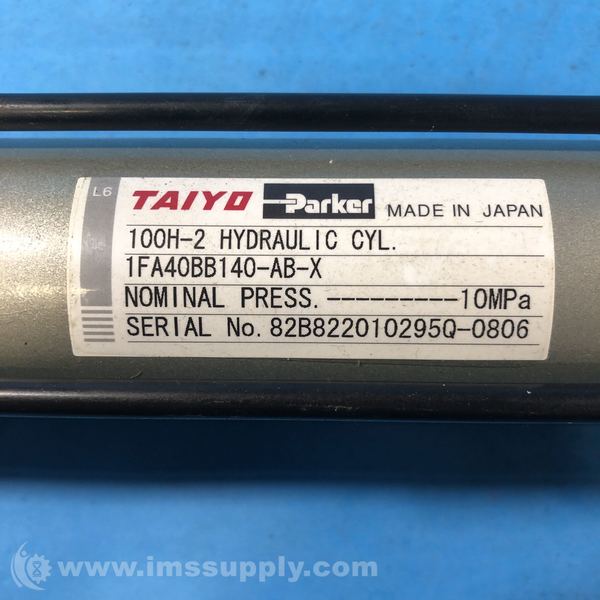 L6 TAIYO Parker MADE IN JAPAN
100H-2 HYDRAULIC CYL.
1FA40BB140-AB-X
NOMINAL PRESS.---------10MPa
SERIAL No. 82B822010295Q-0806
www.imssupply.com